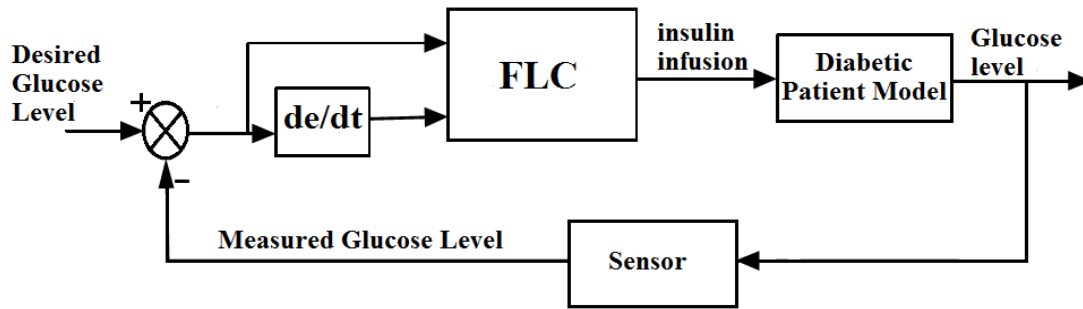 Desired
Glucose
Level
+
−
de/dt
FLC
insulin
infusion
Diabetic
Patient Model
Glucose
level
Measured Glucose Level
Sensor